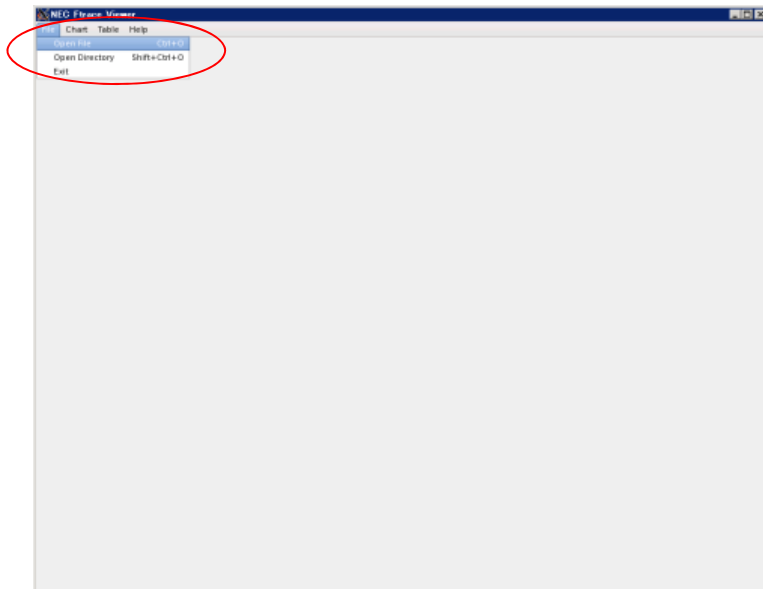 NEC Ftrace Viewer
File Chart Table Help
Open File Ctrl+O
Open Directory Shift+Ctrl+O
Exit